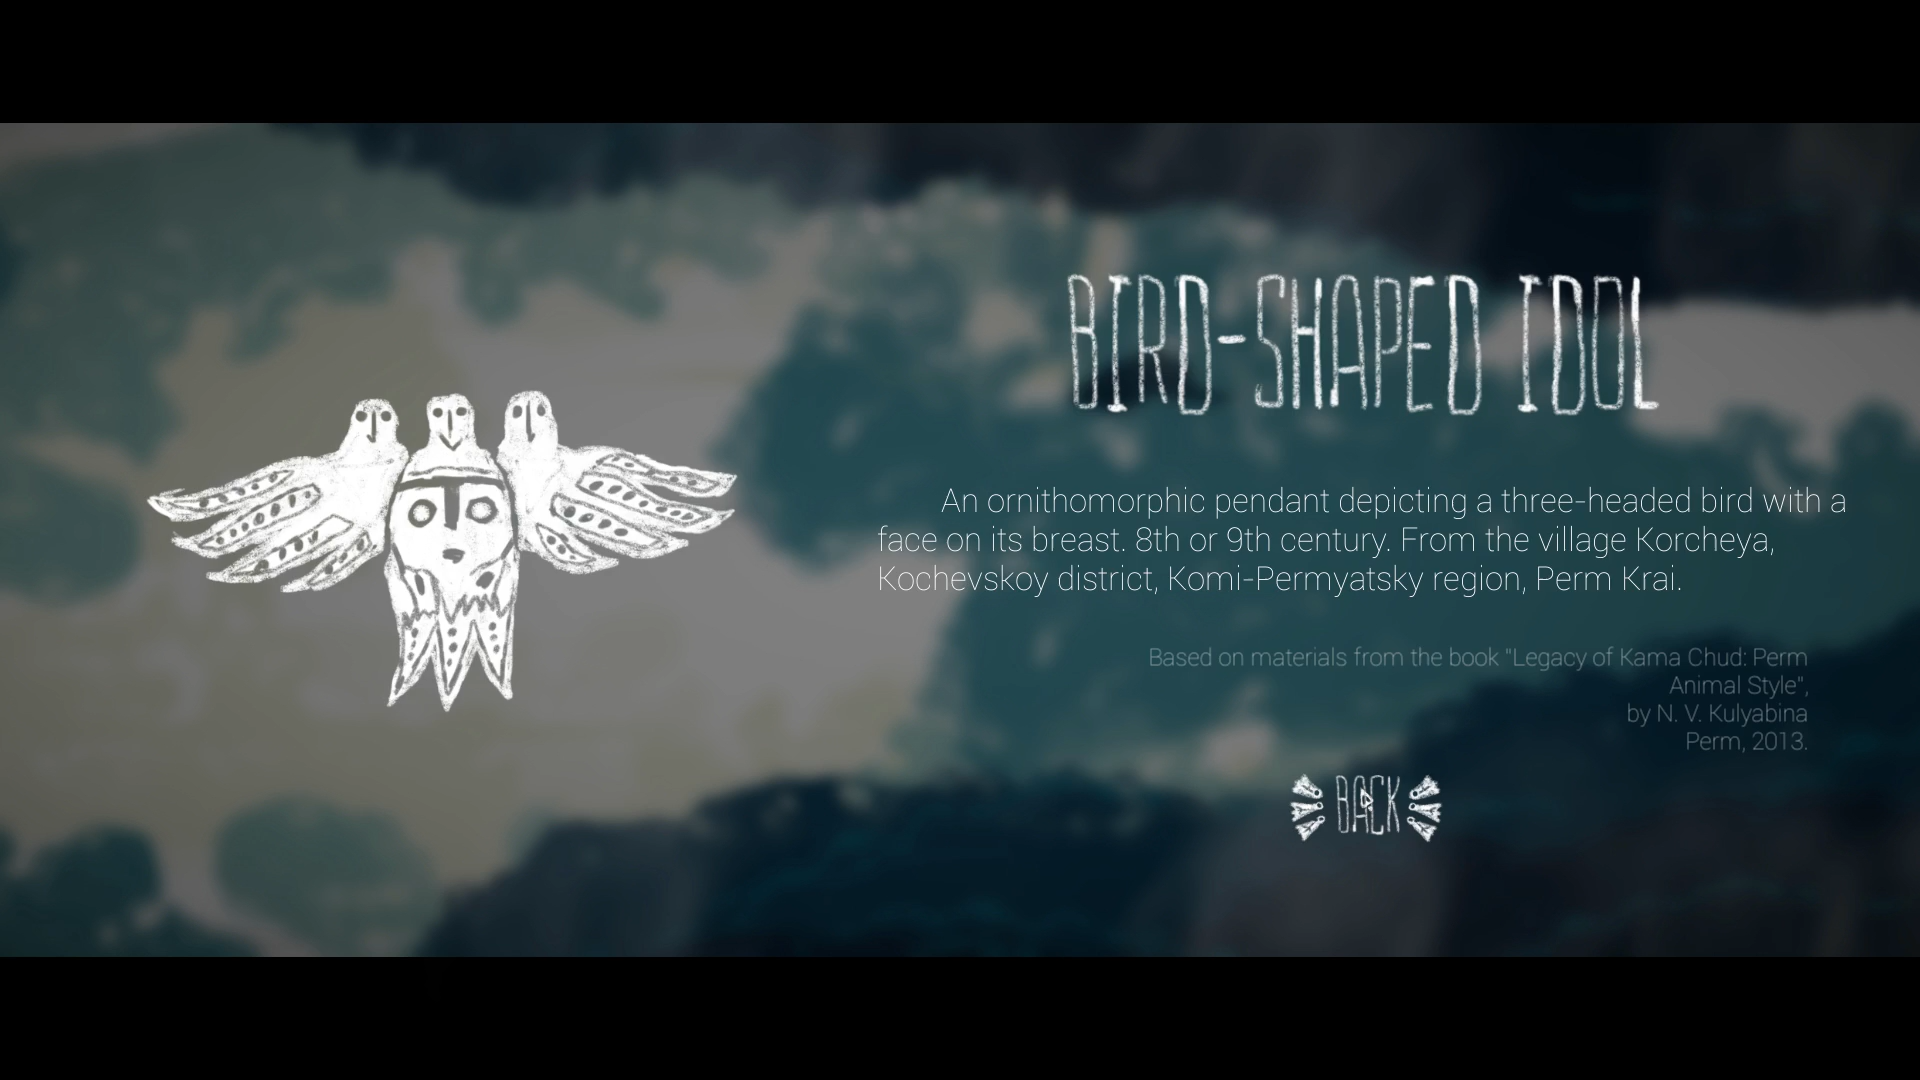 BIRD-SHAPED IDOL
An ornithomorphic pendant depicting a three-headed bird with a
face on its breast. 8th or 9th century. From the village Korcheya,
Kochevskoy district, Komi-Permyatsky region, Perm Krai.
Based on materials from the book "Legacy of Kama Chud: Perm
Animal Style",
by N. V. Kulyabina
Perm, 2013.
BACK